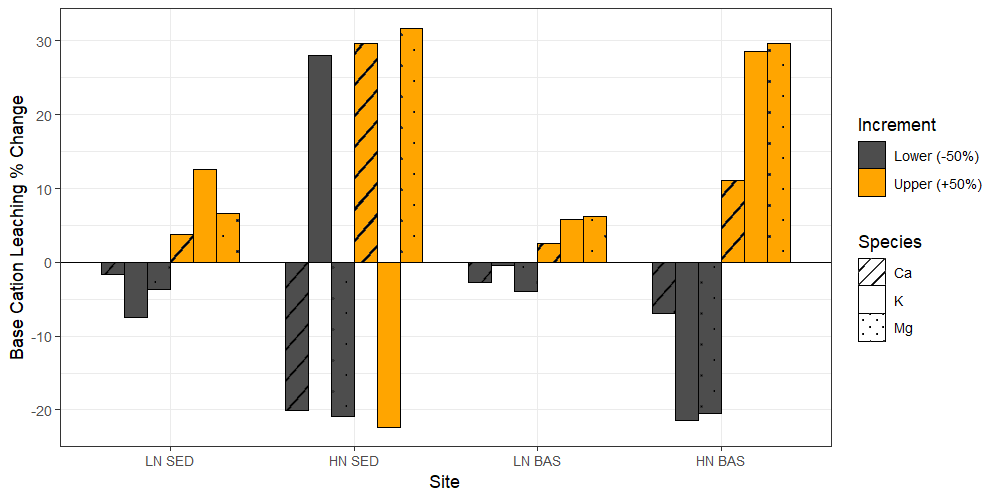 Base Cation Leaching % Change
30
20
10
0
-10
-20
LN SED
HN SED
LN BAS
HN BAS
Site
Increment
Lower (-50%)
Upper (+50%)
Species
Ca
K
Mg